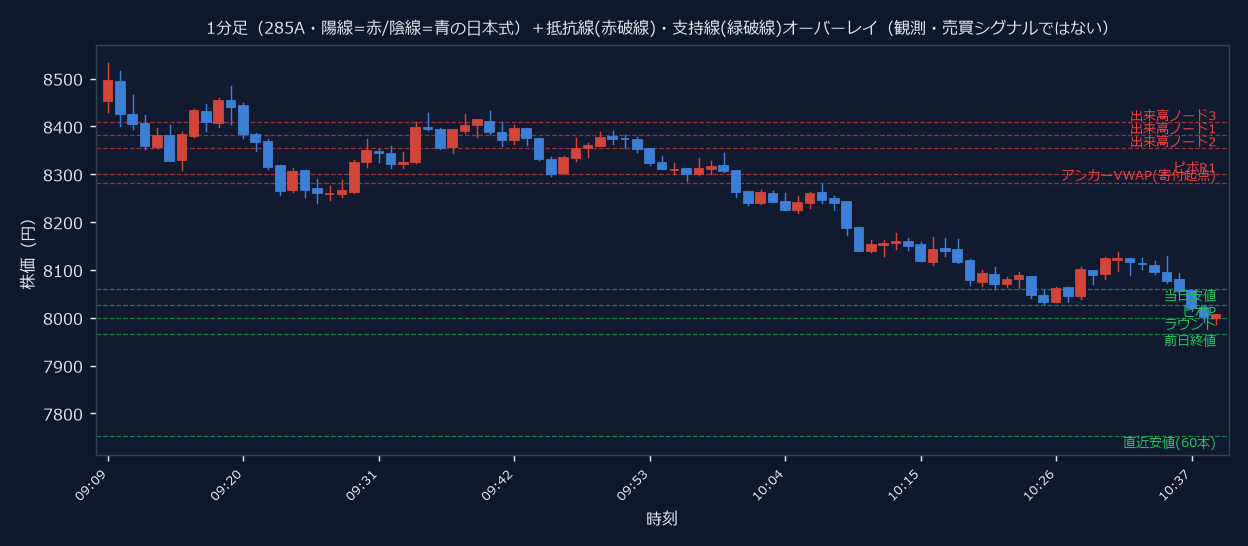 1分足（285A・陽線=赤/陰線=青の日本式）＋抵抗線(赤破線)・支持線(緑破線)オーバーレイ（観測・売買シグナルではない）
株価（円）
8500
8400
8300
8200
8100
8000
7900
7800
出来高ノード3
出来高ノード1
出来高ノード2
ピボR1
アンカーVWAP(寄付起点)
当日安値
ピボP
ラウンド
前日終値
直近安値(60本)
09:09
09:20
09:31
09:42
09:53
10:04
10:15
10:26
10:37
時刻